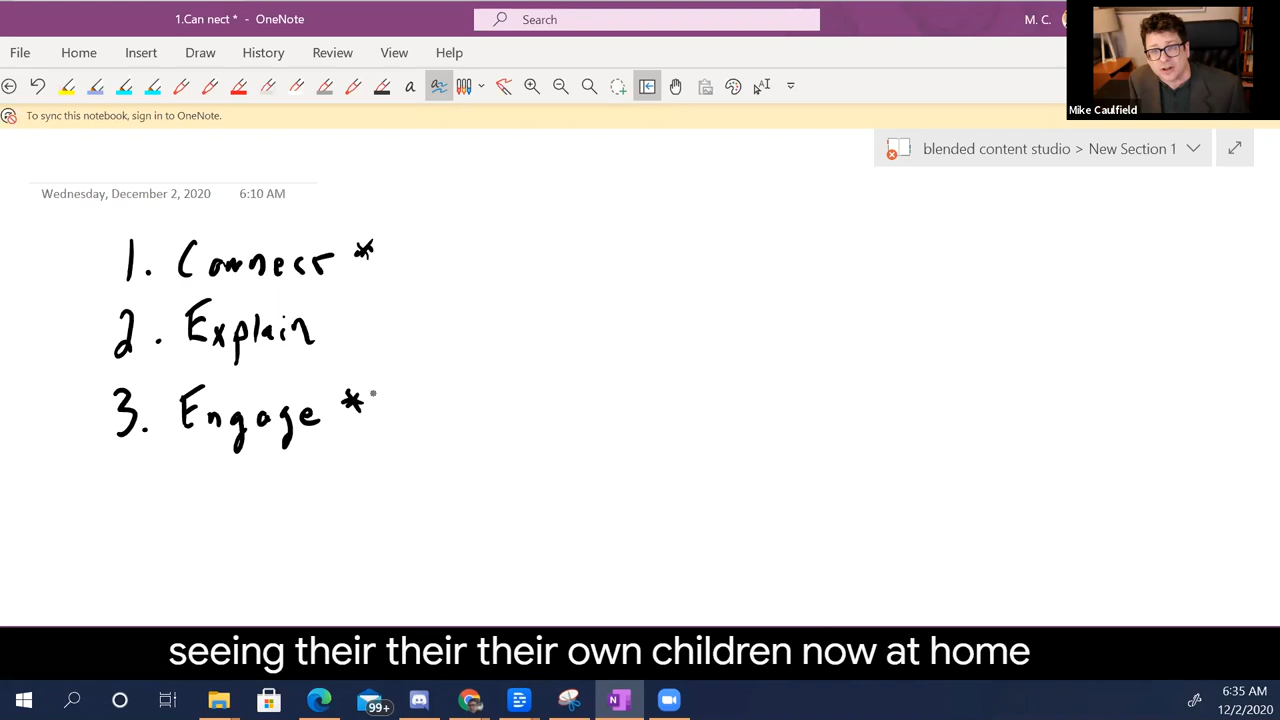 1.Can nect * - OneNote
Search
M. C.
File Home Insert Draw History Review View Help
Mike Caulfield
To sync this notebook, sign in to OneNote.
blended content studio > New Section 1
Wednesday, December 2, 2020 6:10 AM
1. Connect *
2. Explain
3. Engage *
seeing their their their own children now at home
99+
6:35 AM
12/2/2020